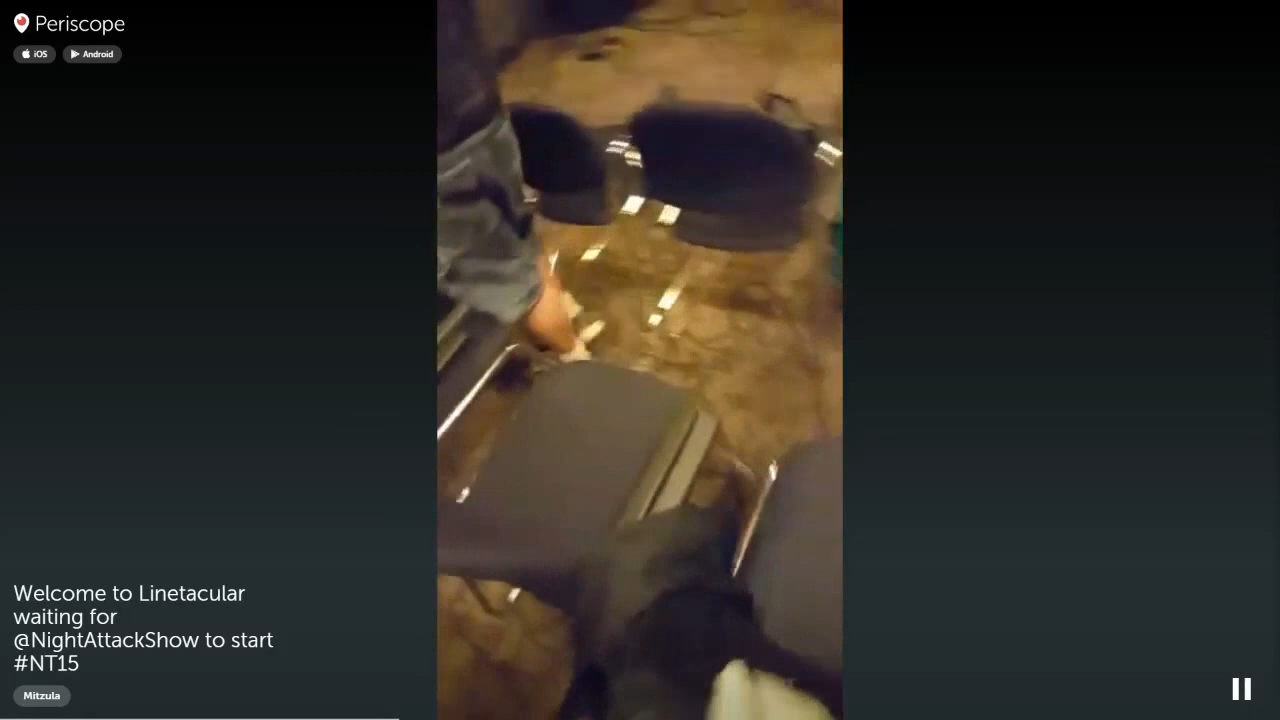 Periscope
iOS
Android
Welcome to Linetacular
waiting for
@NightAttackShow to start
#NT15
Mitzula